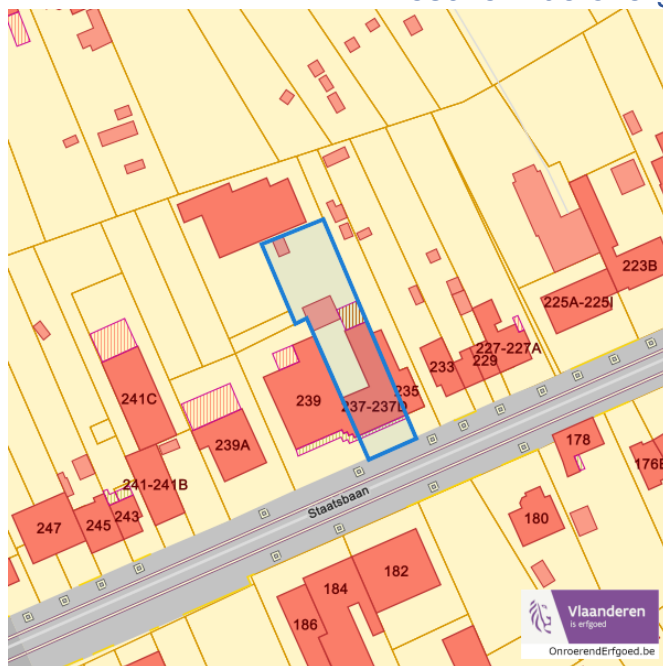 223B
225A-225I
227-227A
229
233
235
237-237D
239
241C
239A
241-241B
243
245
247
Staatsbaan
178
176E
180
182
184
186
Vlaanderen
is erfgoed
OnroerendErfgoed.be